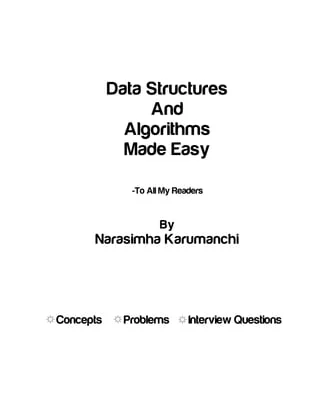 Data Structures
And
Algorithms
Made Easy
-To All My Readers
By
Narasimha Karumanchi
Concepts Problems Interview Questions